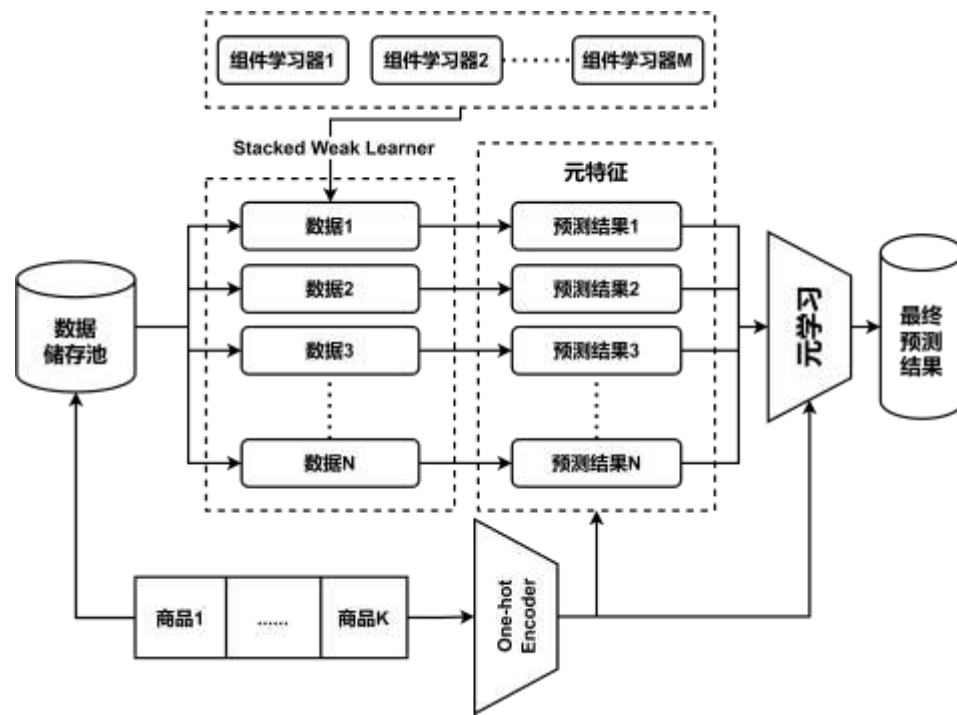 组件学习器1
组件学习器2
组件学习器M
Stacked Weak Learner
元特征
数据1
预测结果1
数据2
预测结果2
数据3
预测结果3
数据N
预测结果N
数据
储存池
元学习
最终
预测
结果
商品1
......
商品K
One-hot
Encoder